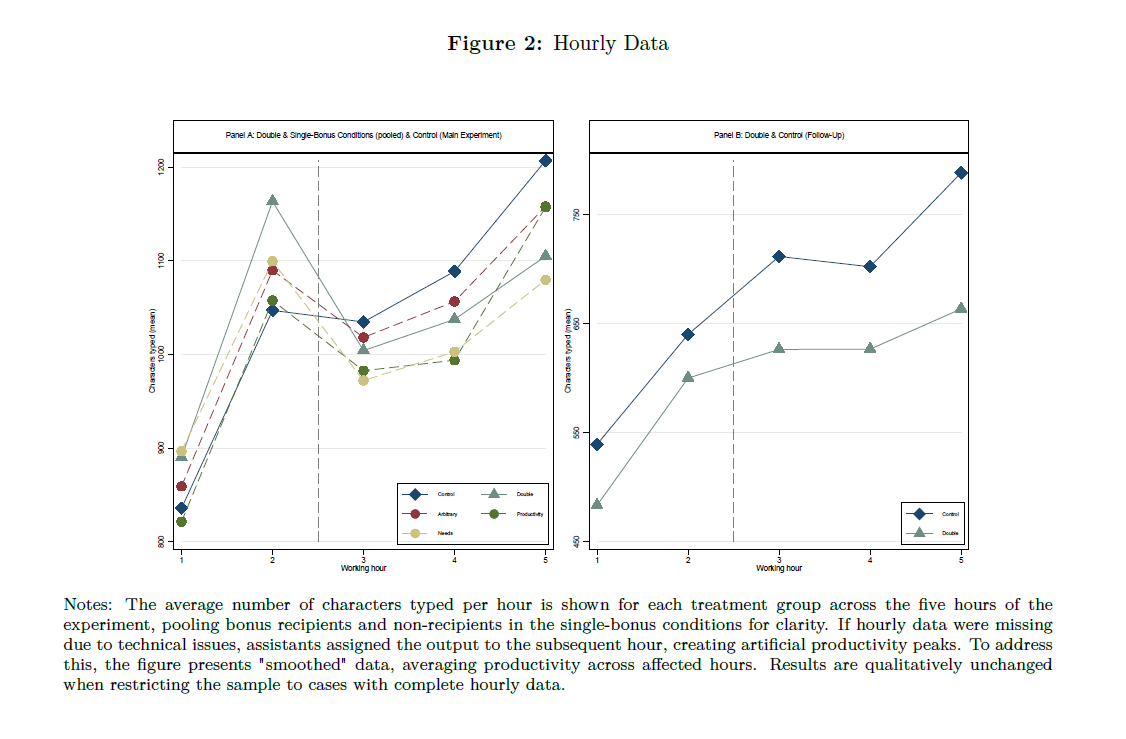 Figure 2: Hourly Data
Panel A: Double & Single-Bonus Conditions (pooled) & Control (Main Experiment)
Characters typed (mean)
1200
1100
1000
900
800
1 2 3 4 5
Working hour
Control Double
Arbitrary Productivity
Needs
Panel B: Double & Control (Follow-Up)
Characters typed (mean)
750
650
550
450
1 2 3 4 5
Working hour
Control
Double
Notes: The average number of characters typed per hour is shown for each treatment group across the five hours of the
experiment, pooling bonus recipients and non-recipients in the single-bonus conditions for clarity. If hourly data were missing
due to technical issues, assistants assigned the output to the subsequent hour, creating artificial productivity peaks. To address
this, the figure presents "smoothed" data, averaging productivity across affected hours. Results are qualitatively unchanged
when restricting the sample to cases with complete hourly data.